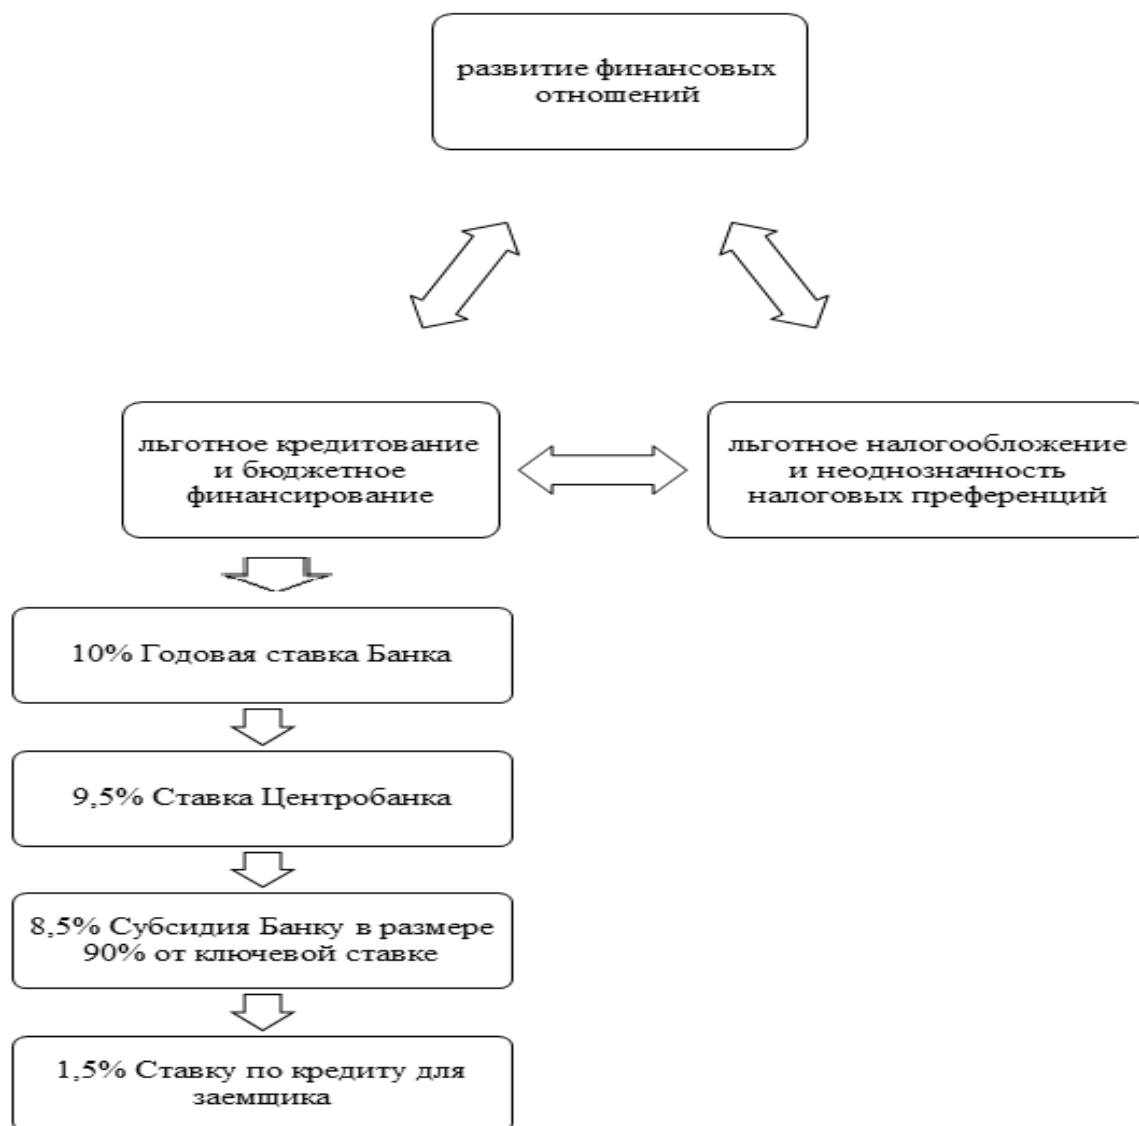 развитие финансовых
отношений
льготное кредитование
и бюджетное
финансирование
льготное налогообложение
и неоднозначность
налоговых преференций
10% Годовая ставка Банка
9,5% Ставка Центробанка
8,5% Субсидия Банку в размере
90% от ключевой ставке
1,5% Ставку по кредиту для
заемщика